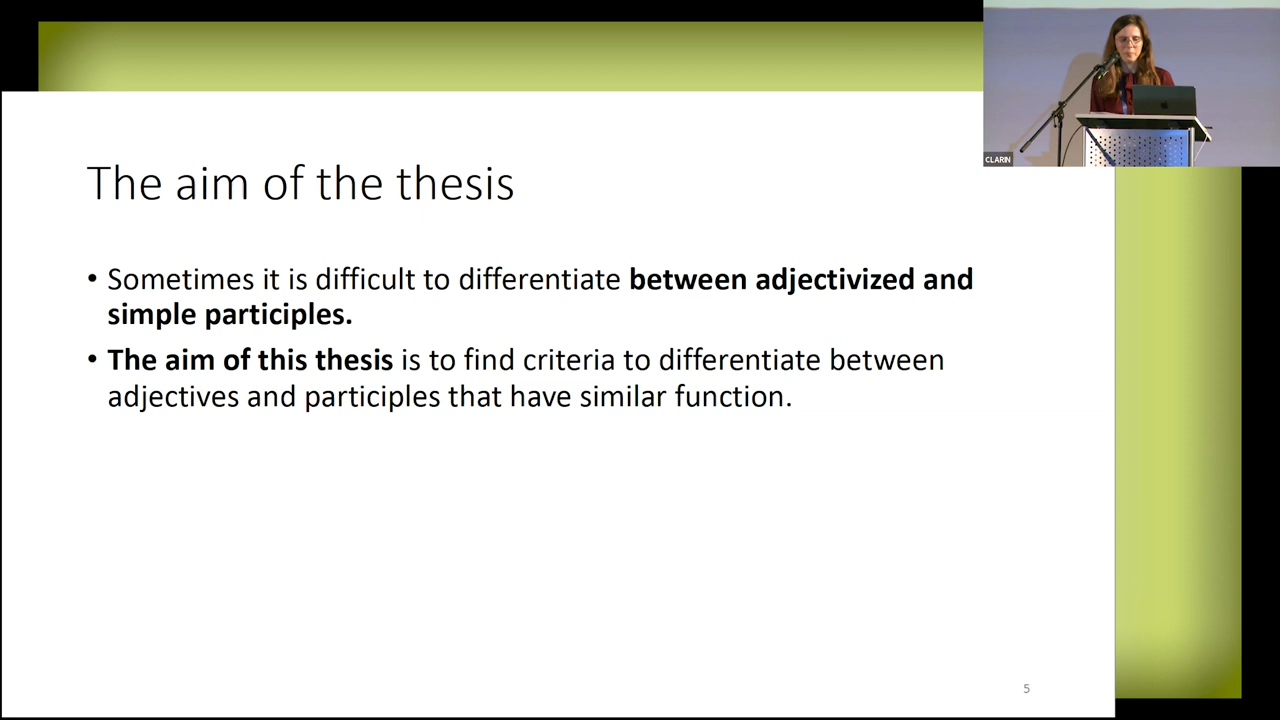 CLARIN
The aim of the thesis
• Sometimes it is difficult to differentiate between adjectivized and
simple participles.
• The aim of this thesis is to find criteria to differentiate between
adjectives and participles that have similar function.
5